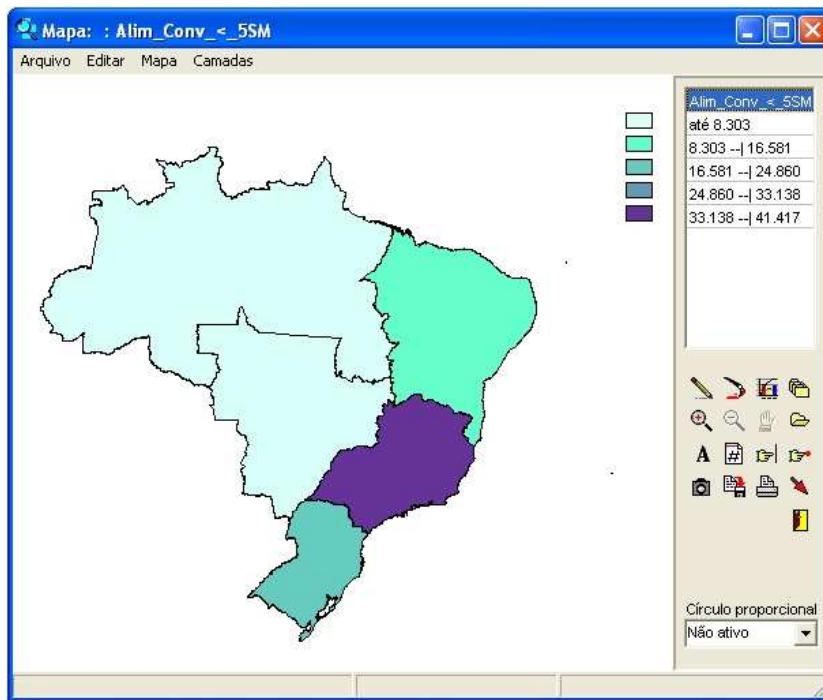 Mapa: : Alim_Conv_<_5SM
Arquivo Editar Mapa Camadas
Alim_Conv_<_5SM
até 8.303
8.303 --| 16.581
16.581 --| 24.860
24.860 --| 33.138
33.138 --| 41.417
A #
Círculo proporcional
Não ativo